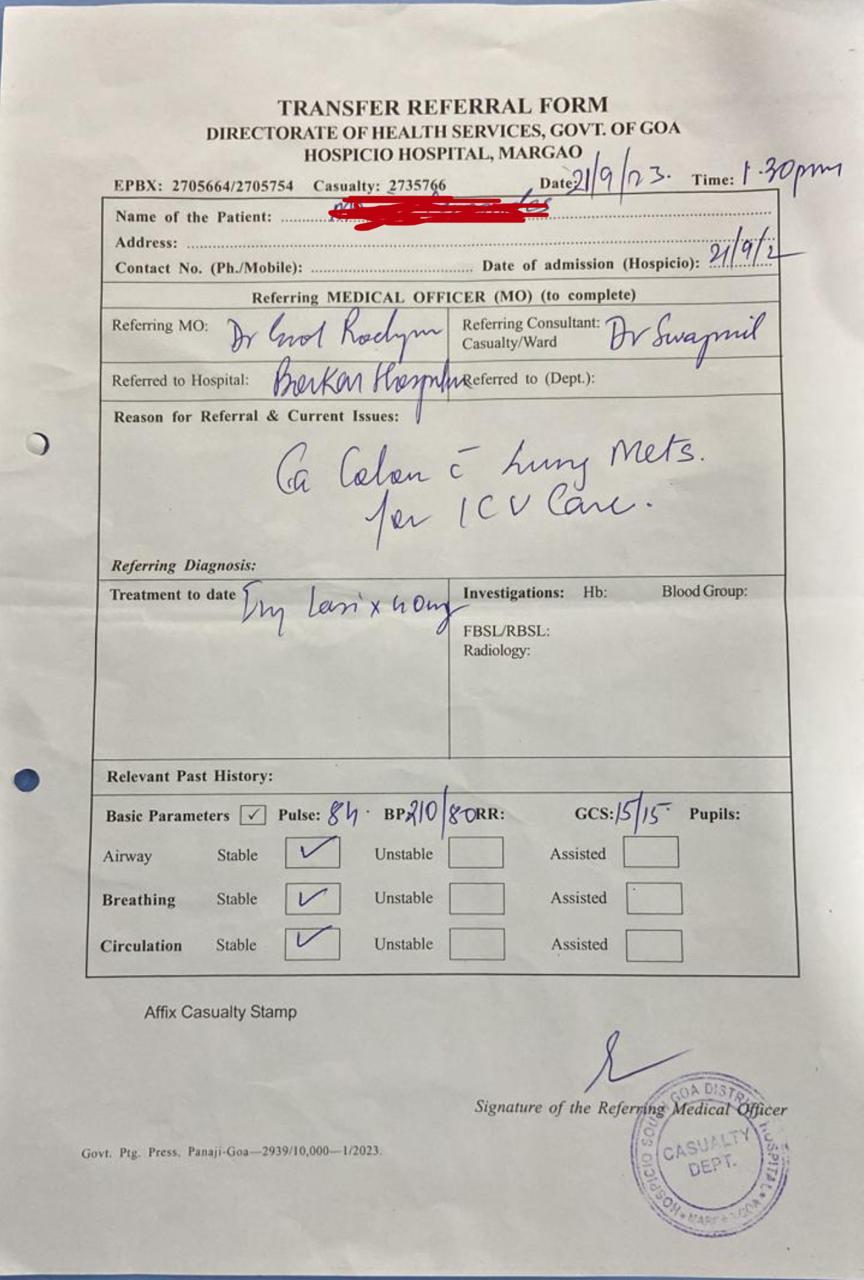 TRANSFER REFERRAL FORM
DIRECTORATE OF HEALTH SERVICES, GOVT. OF GOA
HOSPICIO HOSPITAL, MARGAO
EPBX: 2705664/2705754 Casualty: 2735766 Date: 21/9/23. Time: 1.30pm
Name of the Patient:
Address:
Contact No. (Ph./Mobile): Date of admission (Hospicio): 21/9/2
Referring MEDICAL OFFICER (MO) (to complete)
Referring MO: Dr Referring Consultant: Dr Swapnil
Casualty/Ward
Referred to Hospital: Referred to (Dept.):
Reason for Referral & Current Issues:
Ca Colon c̄ Lung Mets.
for ICU Care.
Referring Diagnosis:
Treatment to date Inj Lasix 40mg Investigations: Hb: Blood Group:
FBSL/RBSL:
Radiology:
Relevant Past History:
Basic Parameters ✓ Pulse: 84 BP: 210/80 RR: GCS: 15/15 Pupils:
Airway Stable ✓ Unstable Assisted
Breathing Stable ✓ Unstable Assisted
Circulation Stable ✓ Unstable Assisted
Affix Casualty Stamp
Signature of the Referring Medical Officer
HOSPICIO SOUTH GOA DISTRICT HOSPITAL
CASUALTY
DEPT.
Govt. Ptg. Press, Panaji-Goa—2939/10,000—1/2023.